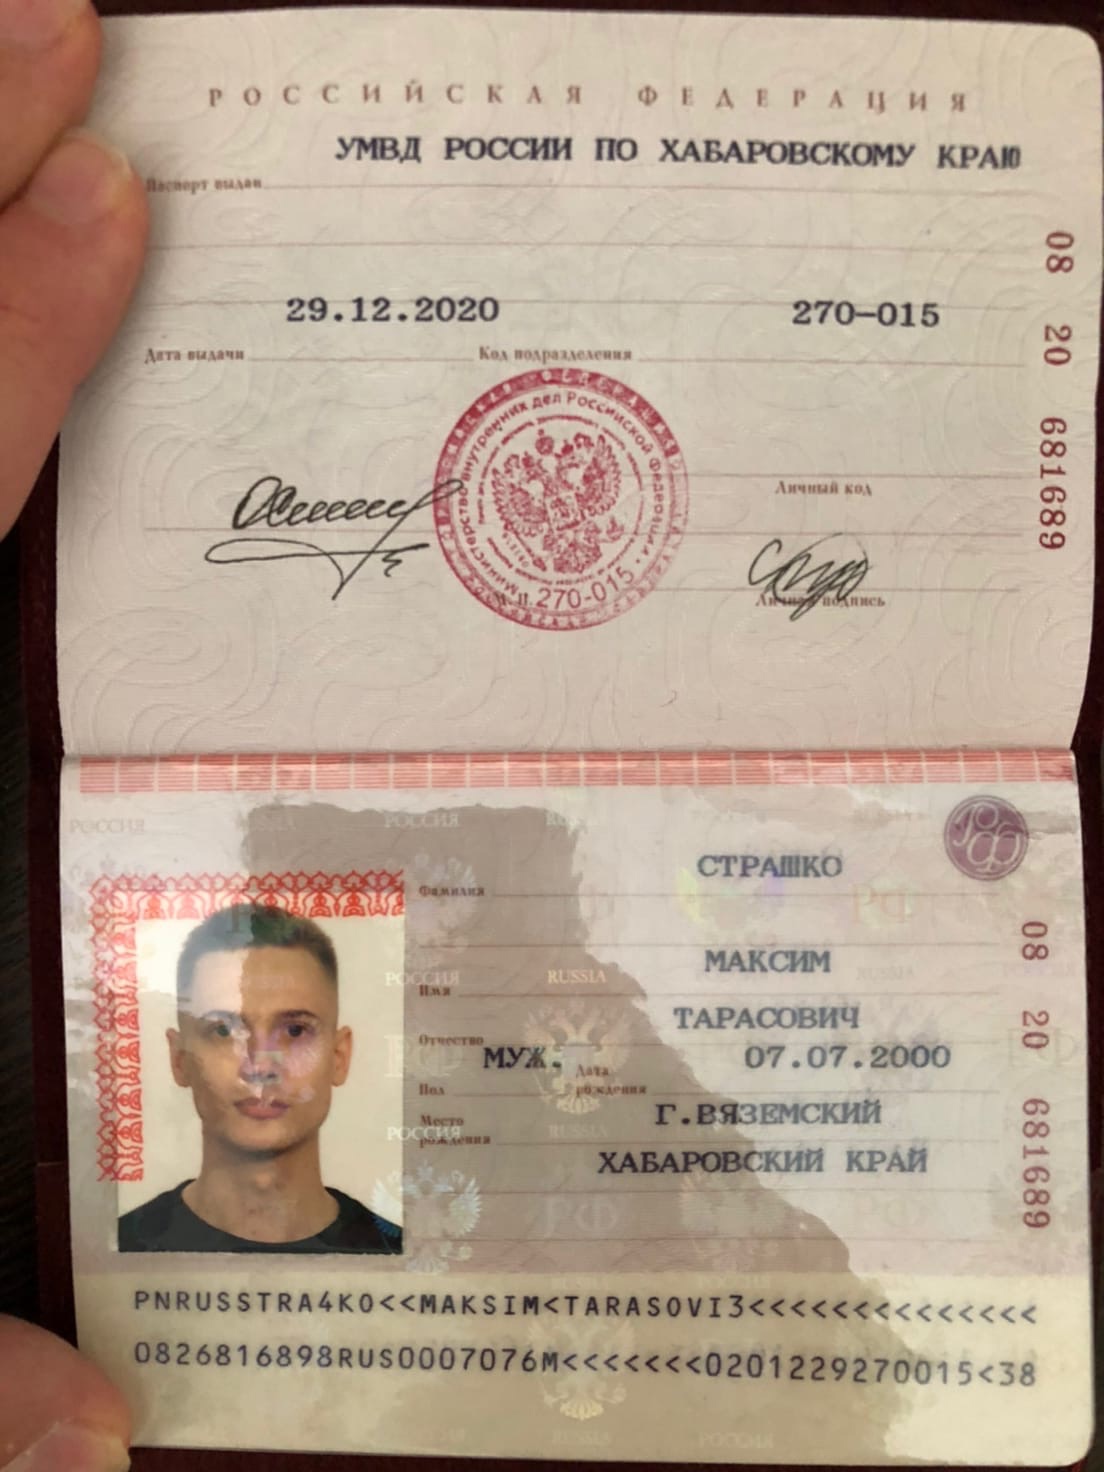 РОССИЙСКАЯ ФЕДЕРАЦИЯ
УМВД РОССИИ ПО ХАБАРОВСКОМУ КРАЮ
Паспорт выдан
29.12.2020 270-015
Дата выдачи Код подразделения
Министерство внутренних дел Российской Федерации
Личный код
М. П. 270-015
Личная подпись
08 20 681689
РОССИЯ РОССИЯ
СТРАШКО
Фамилия
МАКСИМ
Имя
РОССИЯ RUSSIA
ТАРАСОВИЧ
Отчество
МУЖ. 07.07.2000
Пол Дата рождения
Г.ВЯЗЕМСКИЙ
Место рождения
РОССИЯ
ХАБАРОВСКИЙ КРАЙ
08 20 681689
PNRUSSTRA4KO<<MAKSIM<TARASOVI3<<<<<<<<<<<<<<
0826816898RUS0007076M<<<<<<<0201229270015<38